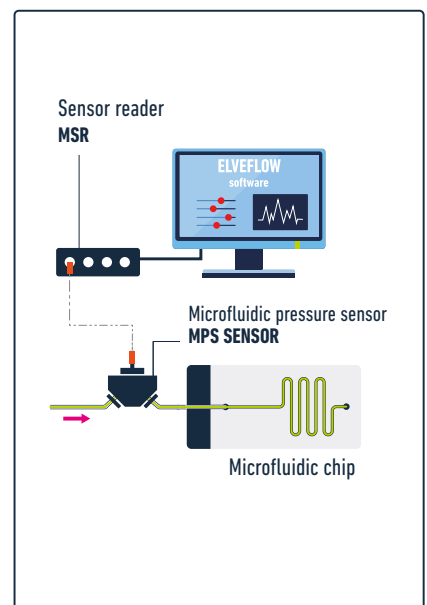 Sensor reader
MSR
ELVEFLOW
software
Microfluidic pressure sensor
MPS SENSOR
Microfluidic chip